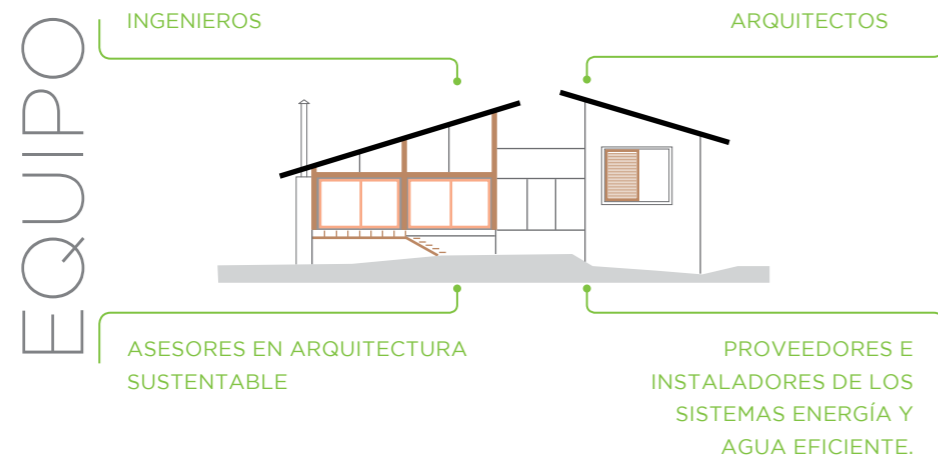 EQUIPO
INGENIEROS
ARQUITECTOS
ASESORES EN ARQUITECTURA
SUSTENTABLE
PROVEEDORES E
INSTALADORES DE LOS
SISTEMAS ENERGÍA Y
AGUA EFICIENTE.